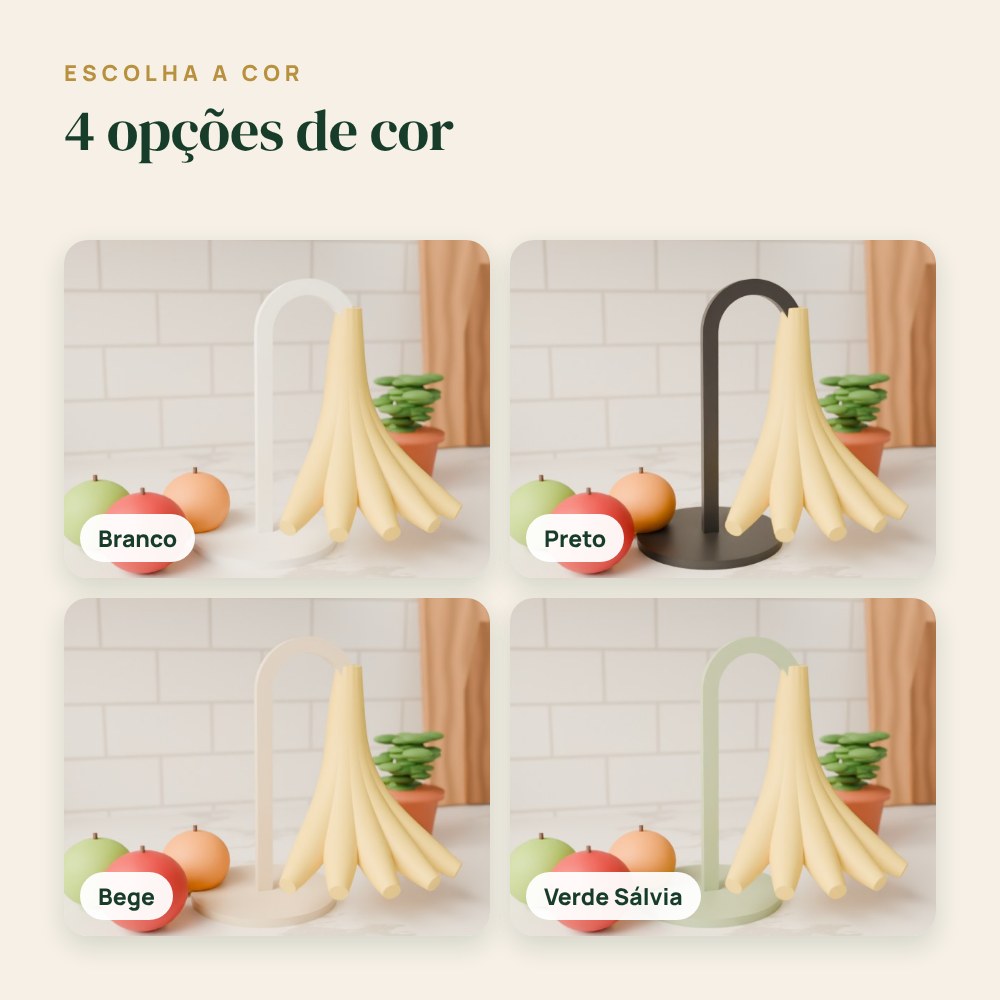 ESCOLHA A COR
4 opções de cor
Branco
Preto
Bege
Verde Sálvia